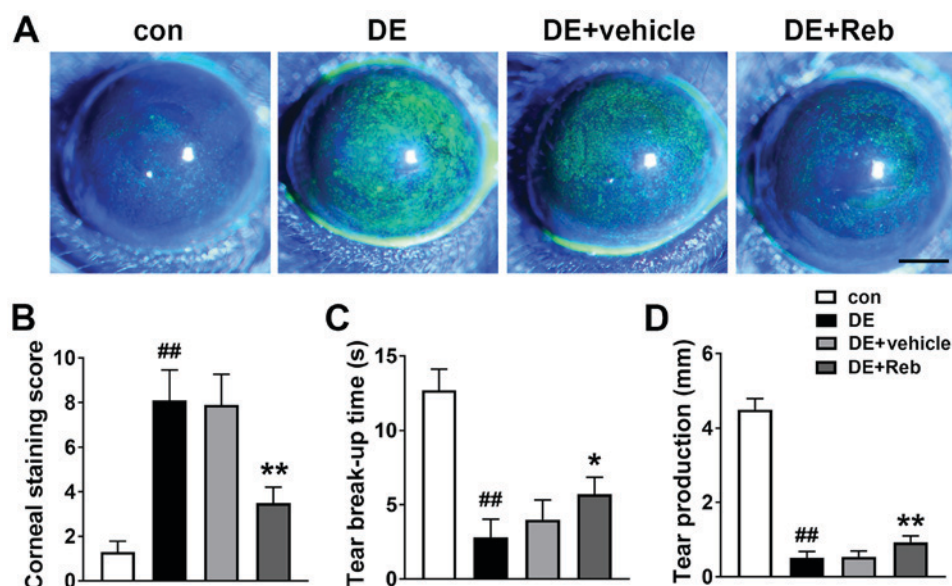 A
con
DE
DE+vehicle
DE+Reb
B
Corneal staining score
10
8
6
4
2
0
##
**
C
Tear break-up time (s)
15
10
5
0
##
*
D
Tear production (mm)
6
4
2
0
##
**
con
DE
DE+vehicle
DE+Reb